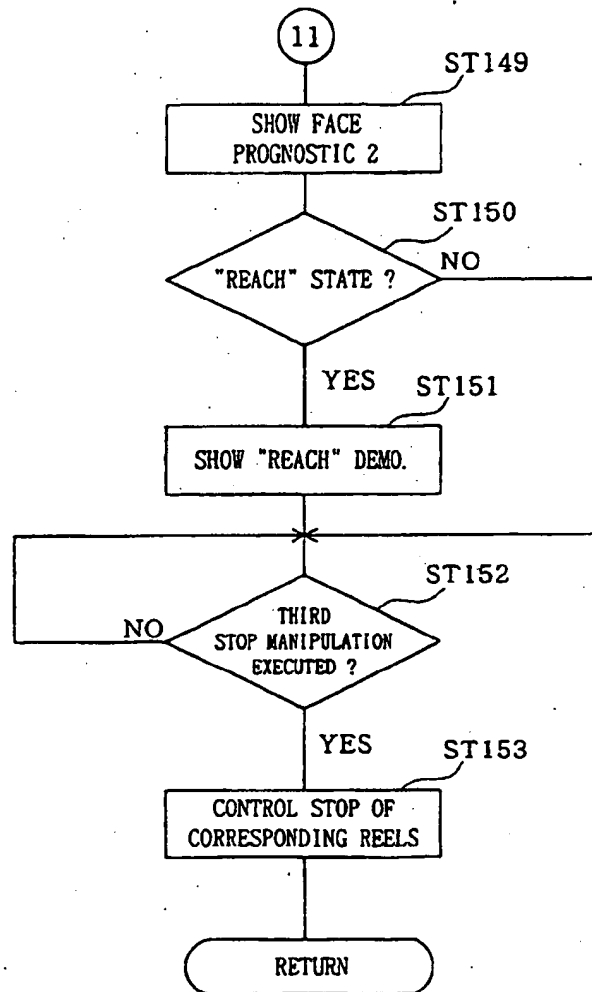 11
ST149
SHOW FACE
PROGNOSTIC 2
ST150
"REACH" STATE ?
NO
YES
ST151
SHOW "REACH" DEMO.
ST152
THIRD
STOP MANIPULATION
EXECUTED ?
NO
YES
ST153
CONTROL STOP OF
CORRESPONDING REELS
RETURN